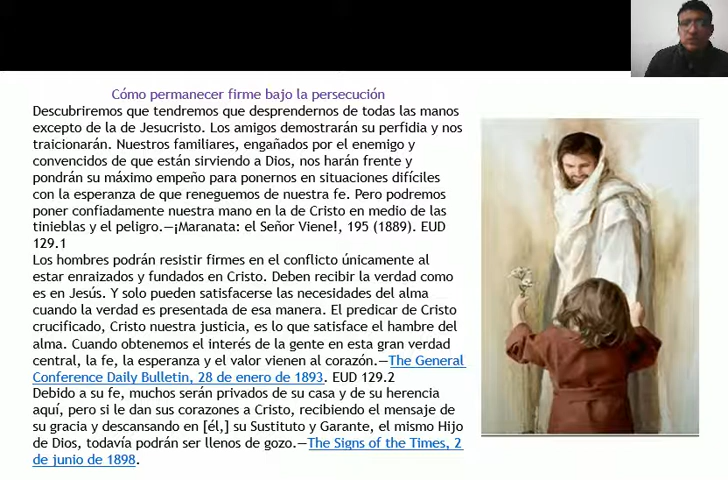 Cómo permanecer firme bajo la persecución
Descubriremos que tendremos que desprendernos de todas las manos
excepto de la de Jesucristo. Los amigos demostrarán su perfidia y nos
traicionarán. Nuestros familiares, engañados por el enemigo y
convencidos de que están sirviendo a Dios, nos harán frente y
pondrán su máximo empeño para ponernos en situaciones difíciles
con la esperanza de que reneguemos de nuestra fe. Pero podremos
poner confiadamente nuestra mano en la de Cristo en medio de las
tinieblas y el peligro.—¡Maranata: el Señor Viene!, 195 (1889). EUD
129.1
Los hombres podrán resistir firmes en el conflicto únicamente al
estar enraizados y fundados en Cristo. Deben recibir la verdad como
es en Jesús. Y solo pueden satisfacerse las necesidades del alma
cuando la verdad es presentada de esa manera. El predicar de Cristo
crucificado, Cristo nuestra justicia, es lo que satisface el hambre del
alma. Cuando obtenemos el interés de la gente en esta gran verdad
central, la fe, la esperanza y el valor vienen al corazón.—The General
Conference Daily Bulletin, 28 de enero de 1893. EUD 129.2
Debido a su fe, muchos serán privados de su casa y de su herencia
aquí, pero si le dan sus corazones a Cristo, recibiendo el mensaje de
su gracia y descansando en [él,] su Sustituto y Garante, el mismo Hijo
de Dios, todavía podrán ser llenos de gozo.—The Signs of the Times, 2
de junio de 1898.